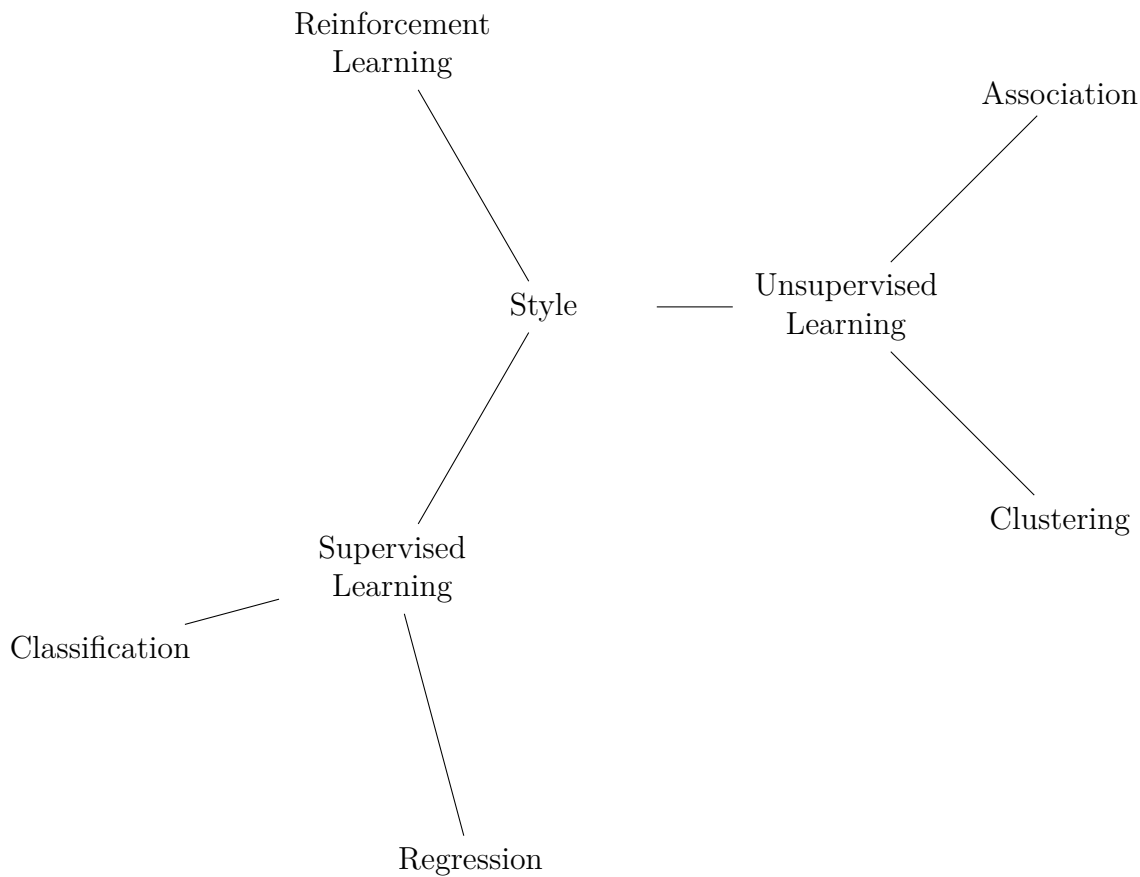 Reinforcement
Learning
Association
Style
Unsupervised
Learning
Clustering
Supervised
Learning
Classification
Regression